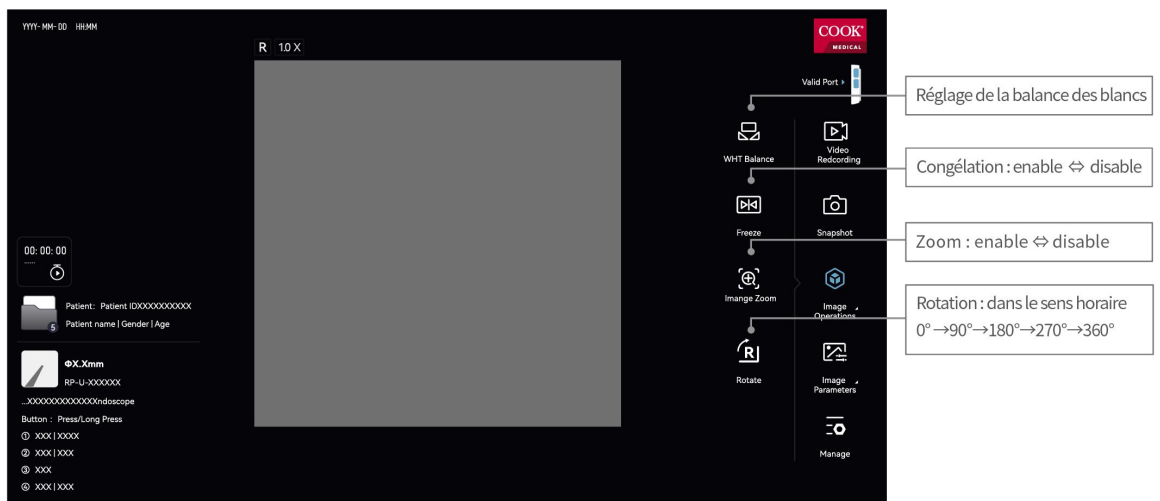 YYYY- MM- DD HH:MM
R 1.0 X
COOK®
MEDICAL
Valid Port
WHT Balance
Video
Redcording
Freeze
Snapshot
Imange Zoom
Image
Operations
R
Rotate
Image
Parameters
Manage
00: 00: 00
5
Patient: Patient IDXXXXXXXXXX
Patient name | Gender | Age
ΦX.Xmm
RP-U-XXXXXX
...XXXXXXXXXXXXXndoscope
Button : Press/Long Press
① XXX | XXXX
② XXX | XXX
③ XXX
④ XXX | XXX
Réglage de la balance des blancs
Congélation : enable ⇔ disable
Zoom : enable ⇔ disable
Rotation : dans le sens horaire
0° →90°→180°→270°→360°